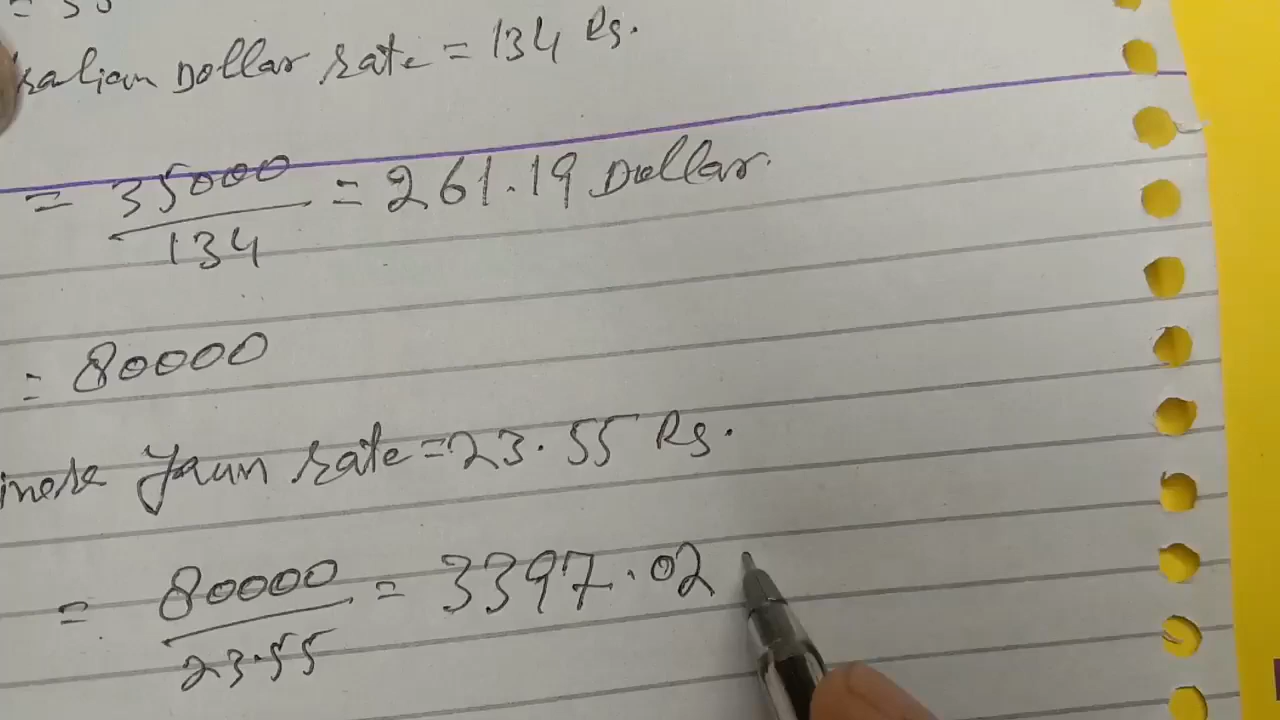 ralian Dollar rate = 134 Rs.
= 35000 / 134 = 261.19 Dollar.
= 80000
inese Yaun rate = 23.55 Rs.
= 80000 / 23.55 = 3397.02